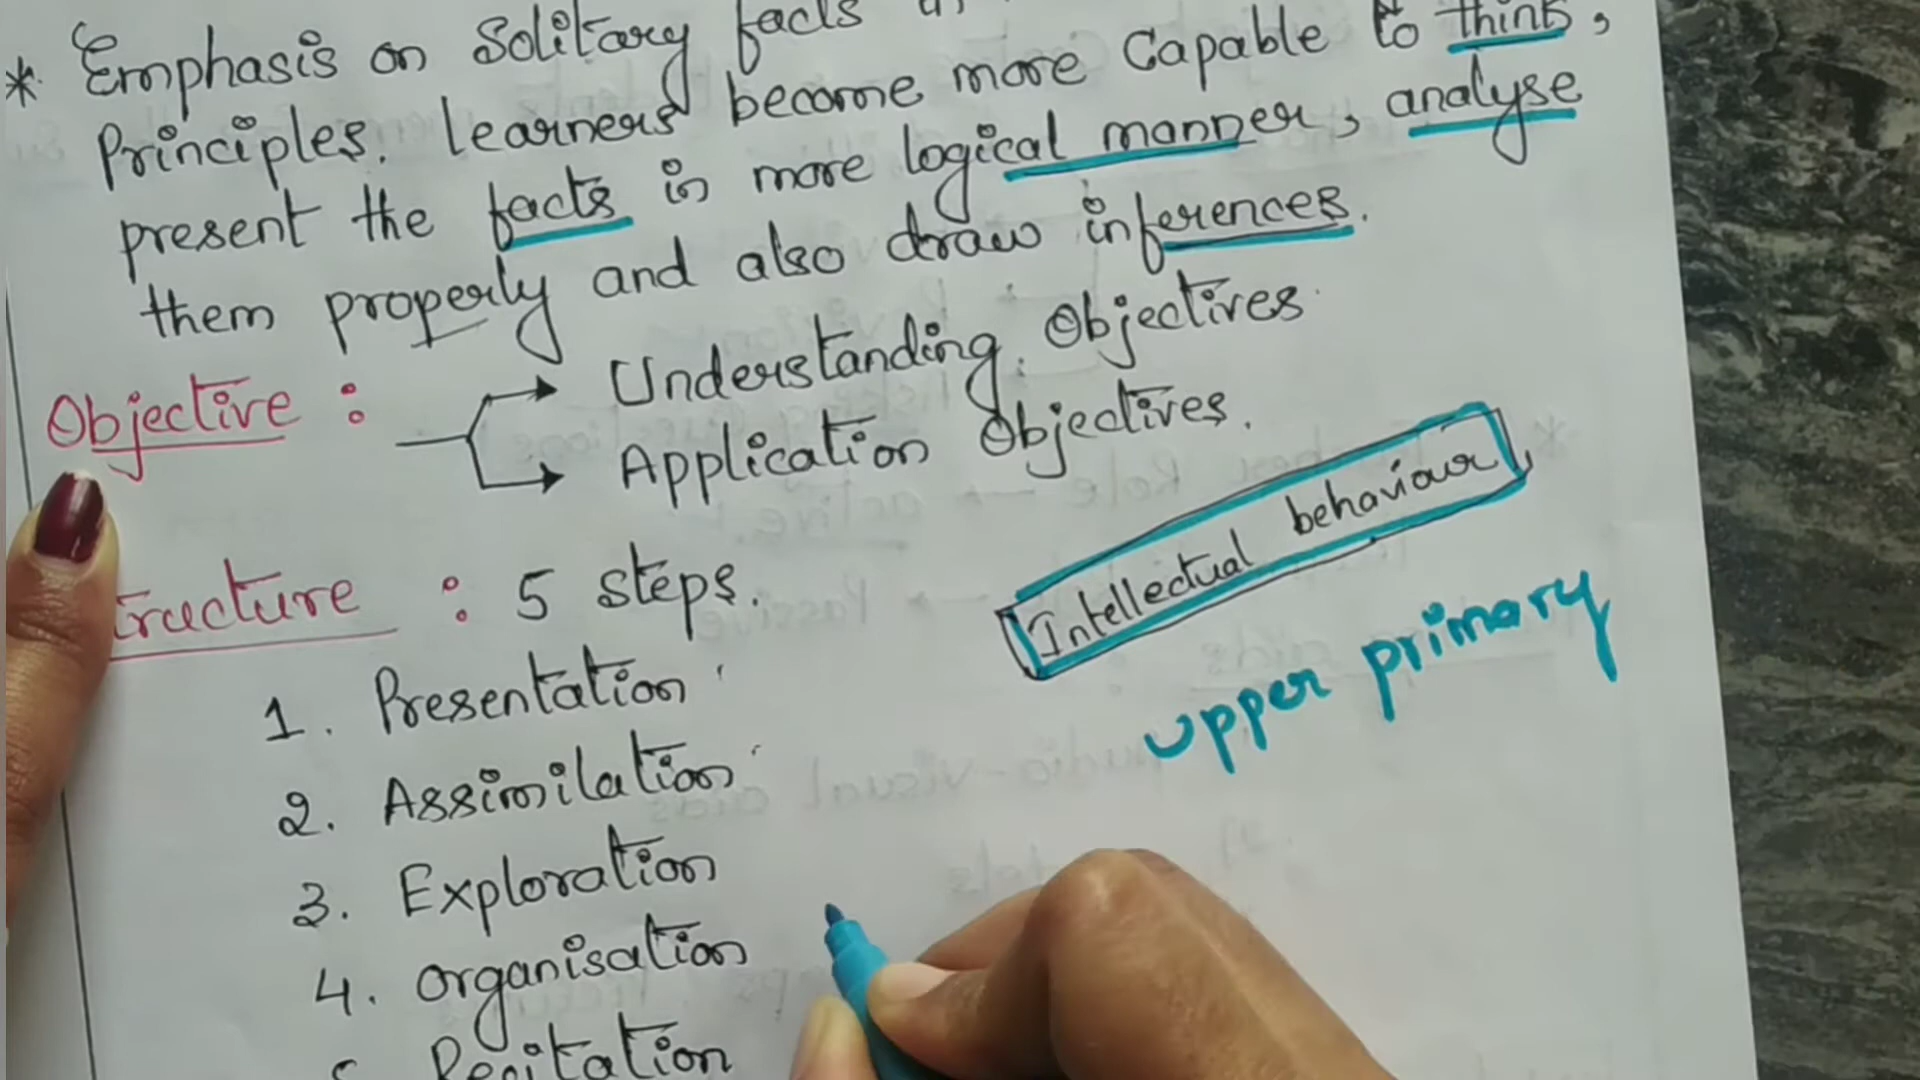 * Emphasis on Solitary facts
Principles. Learners become more Capable to think,
present the facts in more logical manner, analyse
them properly and also draw inferences.
Objective : Understanding Objectives
Application Objectives.
Intellectual behaviour
tructure : 5 steps.
upper primary
1. Presentation
2. Assimilation
3. Exploration
4. Organisation
5. Recitation